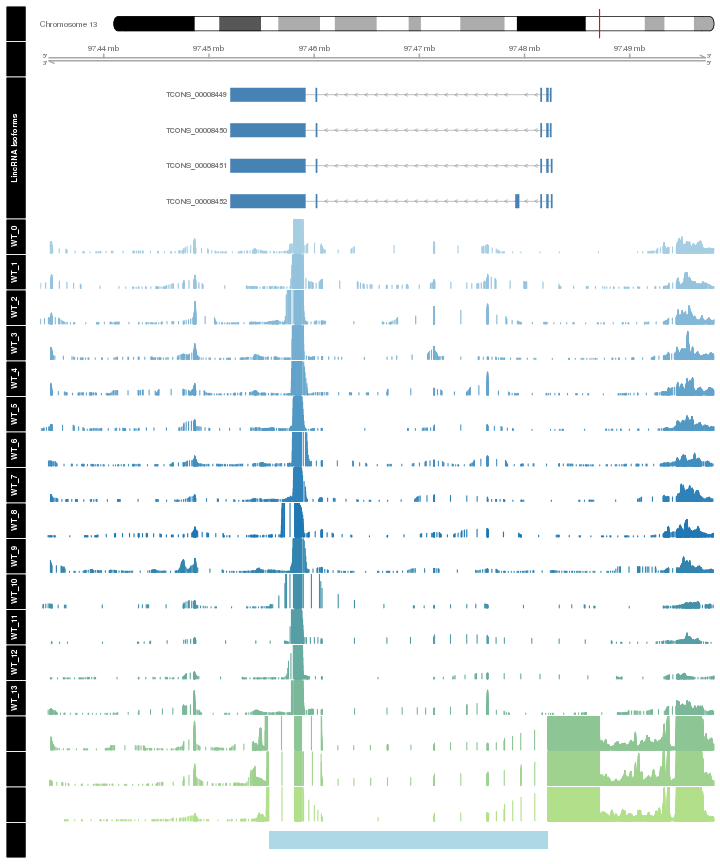 Chromosome 13
97.44 mb 97.45 mb 97.46 mb 97.47 mb 97.48 mb 97.49 mb
5' 3'
3' 5'
LincRNA Isoforms
TCONS_00008449
TCONS_00008450
TCONS_00008451
TCONS_00008452
WT_0
WT_1
WT_2
WT_3
WT_4
WT_5
WT_6
WT_7
WT_8
WT_9
WT_10
WT_11
WT_12
WT_13